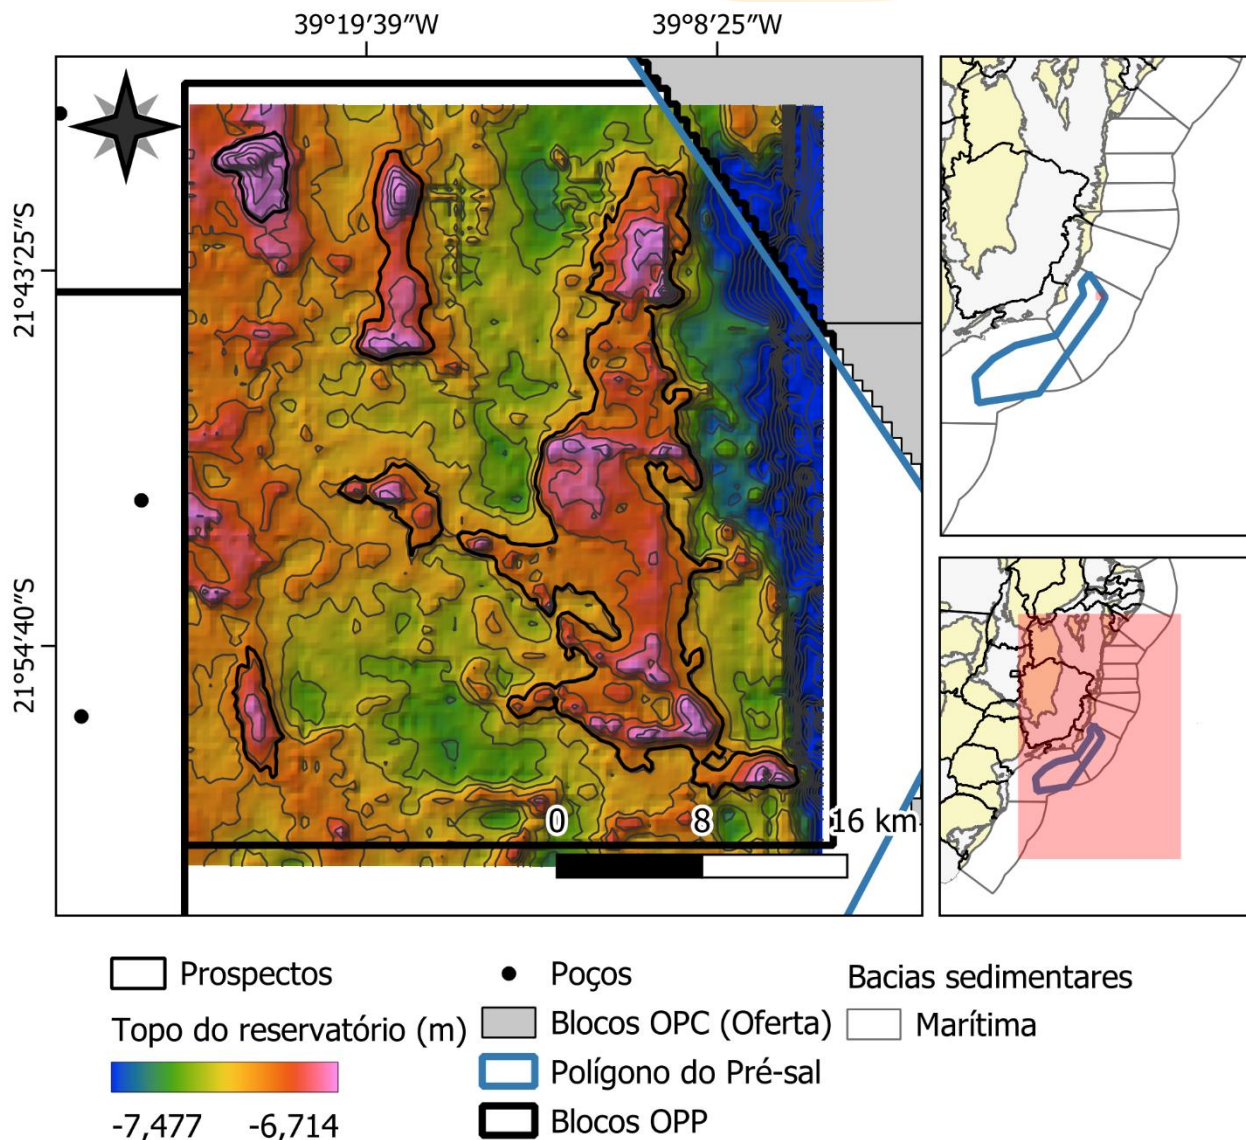 39°19'39"W 39°8'25"W
21°43'25"S
21°54'40"S
0 8 16 km
Prospectos
Topo do reservatório (m)
-7,477 -6,714
Poços
Blocos OPC (Oferta)
Polígono do Pré-sal
Blocos OPP
Bacias sedimentares
Marítima